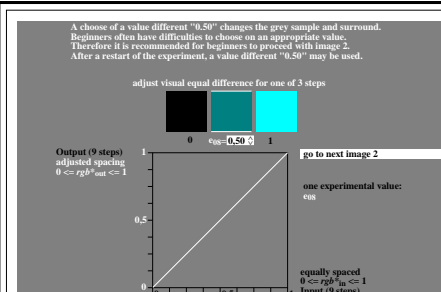 A choose of a value different "0.50" changes the grey sample and surround.
Beginners often have difficulties to choose on an appropriate value.
Therefore it is recommended for beginners to proceed with image 2.
After a restart of the experiment, a value different "0.50" may be used.
adjust visual equal difference for one of 3 steps
0 e08=0,50 1
Output (9 steps)
adjusted spacing
0 <= rgb*out <= 1
1
go to next image 2
one experimental value:
e08
0,5
equally spaced
0 <= rgb*in <= 1
Input (9 steps)
0